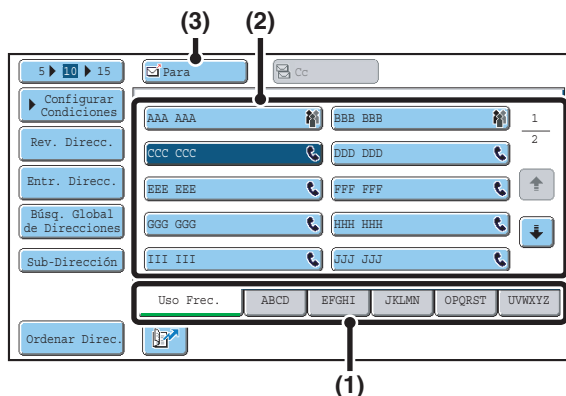 (3) (2)
5 10 15 Para Cc
Configurar
Condiciones
AAA AAA BBB BBB 1
Rev. Direcc.
CCC CCC DDD DDD 2
Entr. Direcc.
EEE EEE FFF FFF
Búsq. Global
de Direcciones
GGG GGG HHH HHH
Sub-Dirección
III III JJJ JJJ
Uso Frec. ABCD EFGHI JKLMN OPQRST UVWXYZ
Ordenar Direc.
(1)